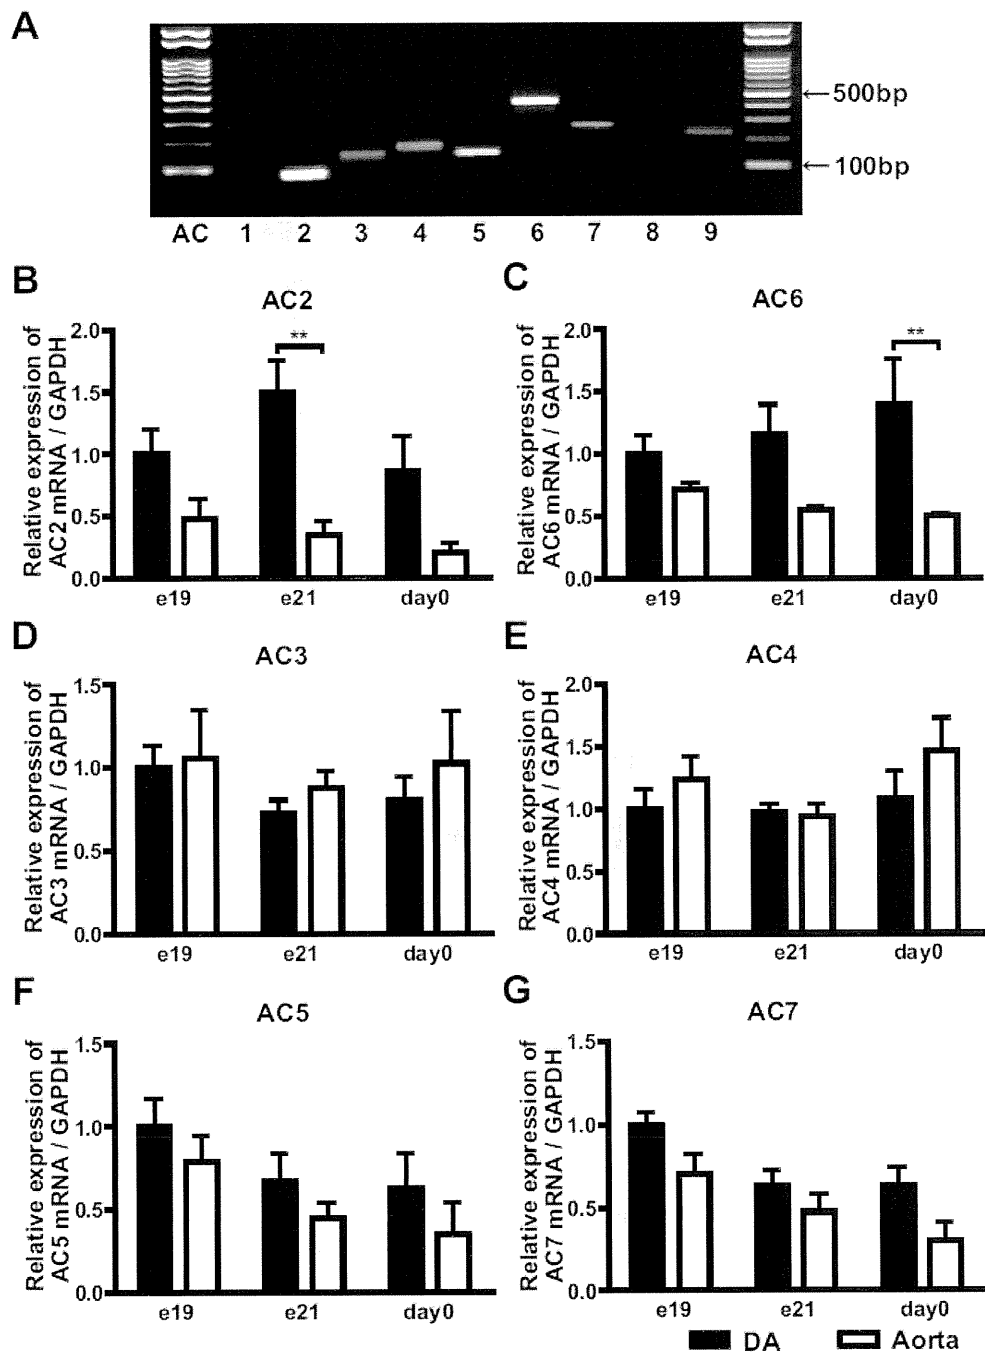 A
←500bp
←100bp
AC 1 2 3 4 5 6 7 8 9
B
AC2
Relative expression of
AC2 mRNA / GAPDH
2.0
1.5
1.0
0.5
0.0
**
e19 e21 day0
C
AC6
Relative expression of
AC6 mRNA / GAPDH
2.0
1.5
1.0
0.5
0.0
**
e19 e21 day0
D
AC3
Relative expression of
AC3 mRNA / GAPDH
1.5
1.0
0.5
0.0
e19 e21 day0
E
AC4
Relative expression of
AC4 mRNA / GAPDH
2.0
1.5
1.0
0.5
0.0
e19 e21 day0
F
AC5
Relative expression of
AC5 mRNA / GAPDH
1.5
1.0
0.5
0.0
e19 e21 day0
G
AC7
Relative expression of
AC7 mRNA / GAPDH
1.5
1.0
0.5
0.0
e19 e21 day0
DA Aorta